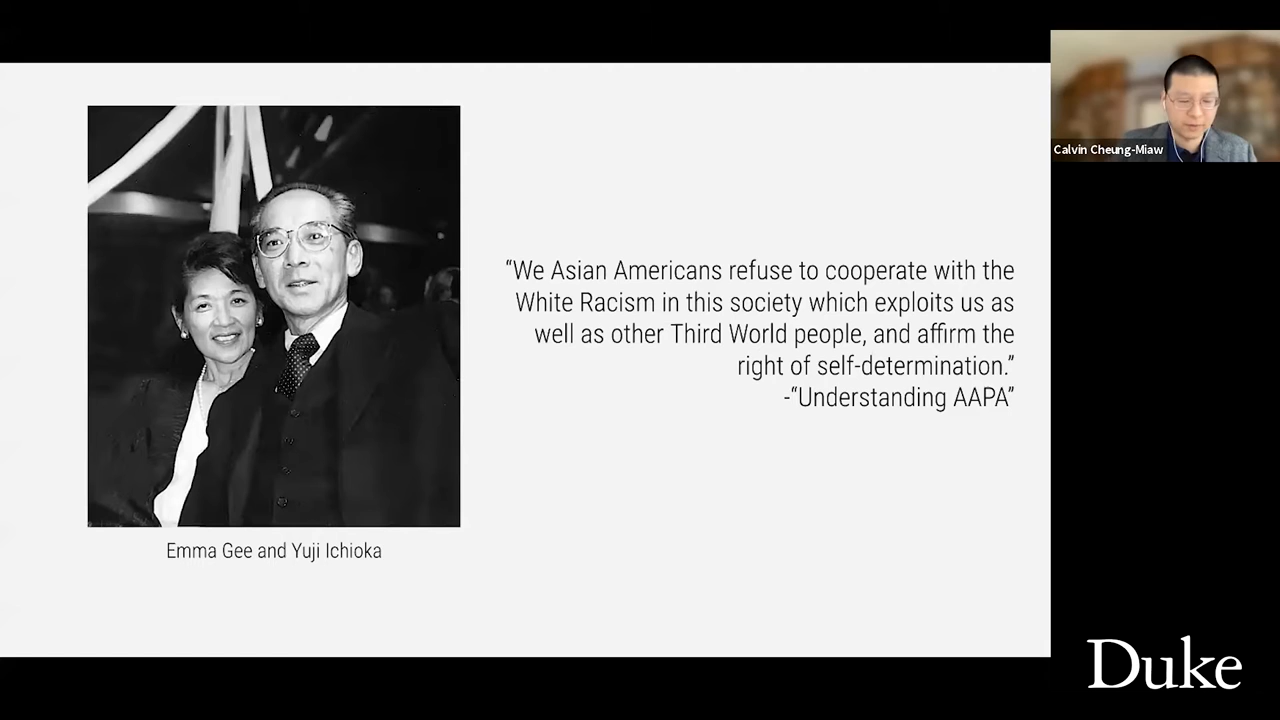 Calvin Cheung-Miaw
“We Asian Americans refuse to cooperate with the
White Racism in this society which exploits us as
well as other Third World people, and affirm the
right of self-determination.”
-“Understanding AAPA”
Emma Gee and Yuji Ichioka
Duke